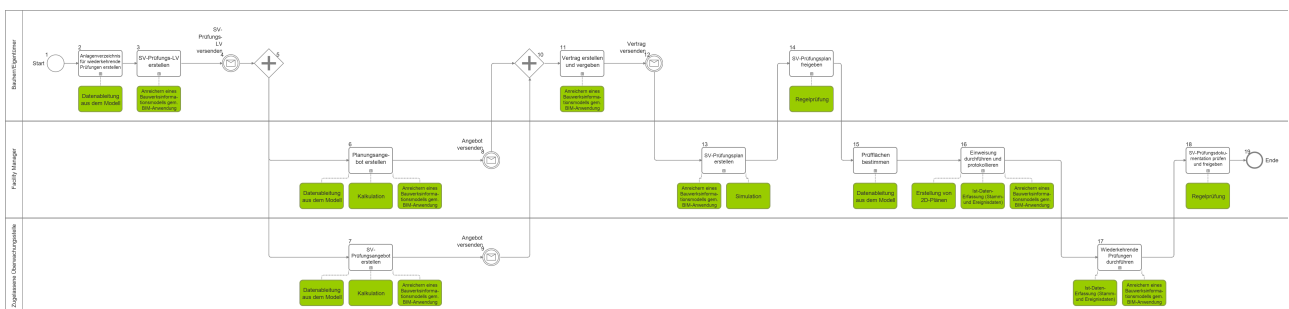 Bauherr/Eigentümer
1
Start
2
Anlagenverzeichnis
für wiederkehrende
Prüfungen erstellen
Datenableitung
aus dem Modell
3
SV-Prüfungs-LV
erstellen
Anreichern eines
Bauwerksinforma-
tionsmodells gem.
BIM-Anwendung
SV-
Prüfungs-
LV
versenden
4
5
10
11
Vertrag erstellen
und vergeben
Anreichern eines
Bauwerksinforma-
tionsmodells gem.
BIM-Anwendung
Vertrag
versenden
12
14
SV-Prüfungsplan
freigeben
Regelprüfung
Facility Manager
6
Planungsange-
bot erstellen
Datenableitung
aus dem Modell
Kalkulation
Anreichern eines
Bauwerksinforma-
tionsmodells gem.
BIM-Anwendung
Angebot
versenden
8
13
SV-Prüfungsplan
erstellen
Anreichern eines
Bauwerksinforma-
tionsmodells gem.
BIM-Anwendung
Simulation
15
Prüfflächen
bestimmen
Datenableitung
aus dem Modell
16
Einweisung
durchführen und
protokollieren
Erstellung von
2D-Plänen
Ist-Daten-
Erfassung (Stamm-
und Ereignisdaten)
Anreichern eines
Bauwerksinforma-
tionsmodells gem.
BIM-Anwendung
18
SV-Prüfungsdoku-
mentation prüfen
und freigeben
Regelprüfung
19
Ende
Zugelassene Überwachungsstelle
7
SV-
Prüfungsangebot
erstellen
Datenableitung
aus dem Modell
Kalkulation
Anreichern eines
Bauwerksinforma-
tionsmodells gem.
BIM-Anwendung
Angebot
versenden
9
17
Wiederkehrende
Prüfungen
durchführen
Ist-Daten-
Erfassung (Stamm-
und Ereignisdaten)
Anreichern eines
Bauwerksinforma-
tionsmodells gem.
BIM-Anwendung